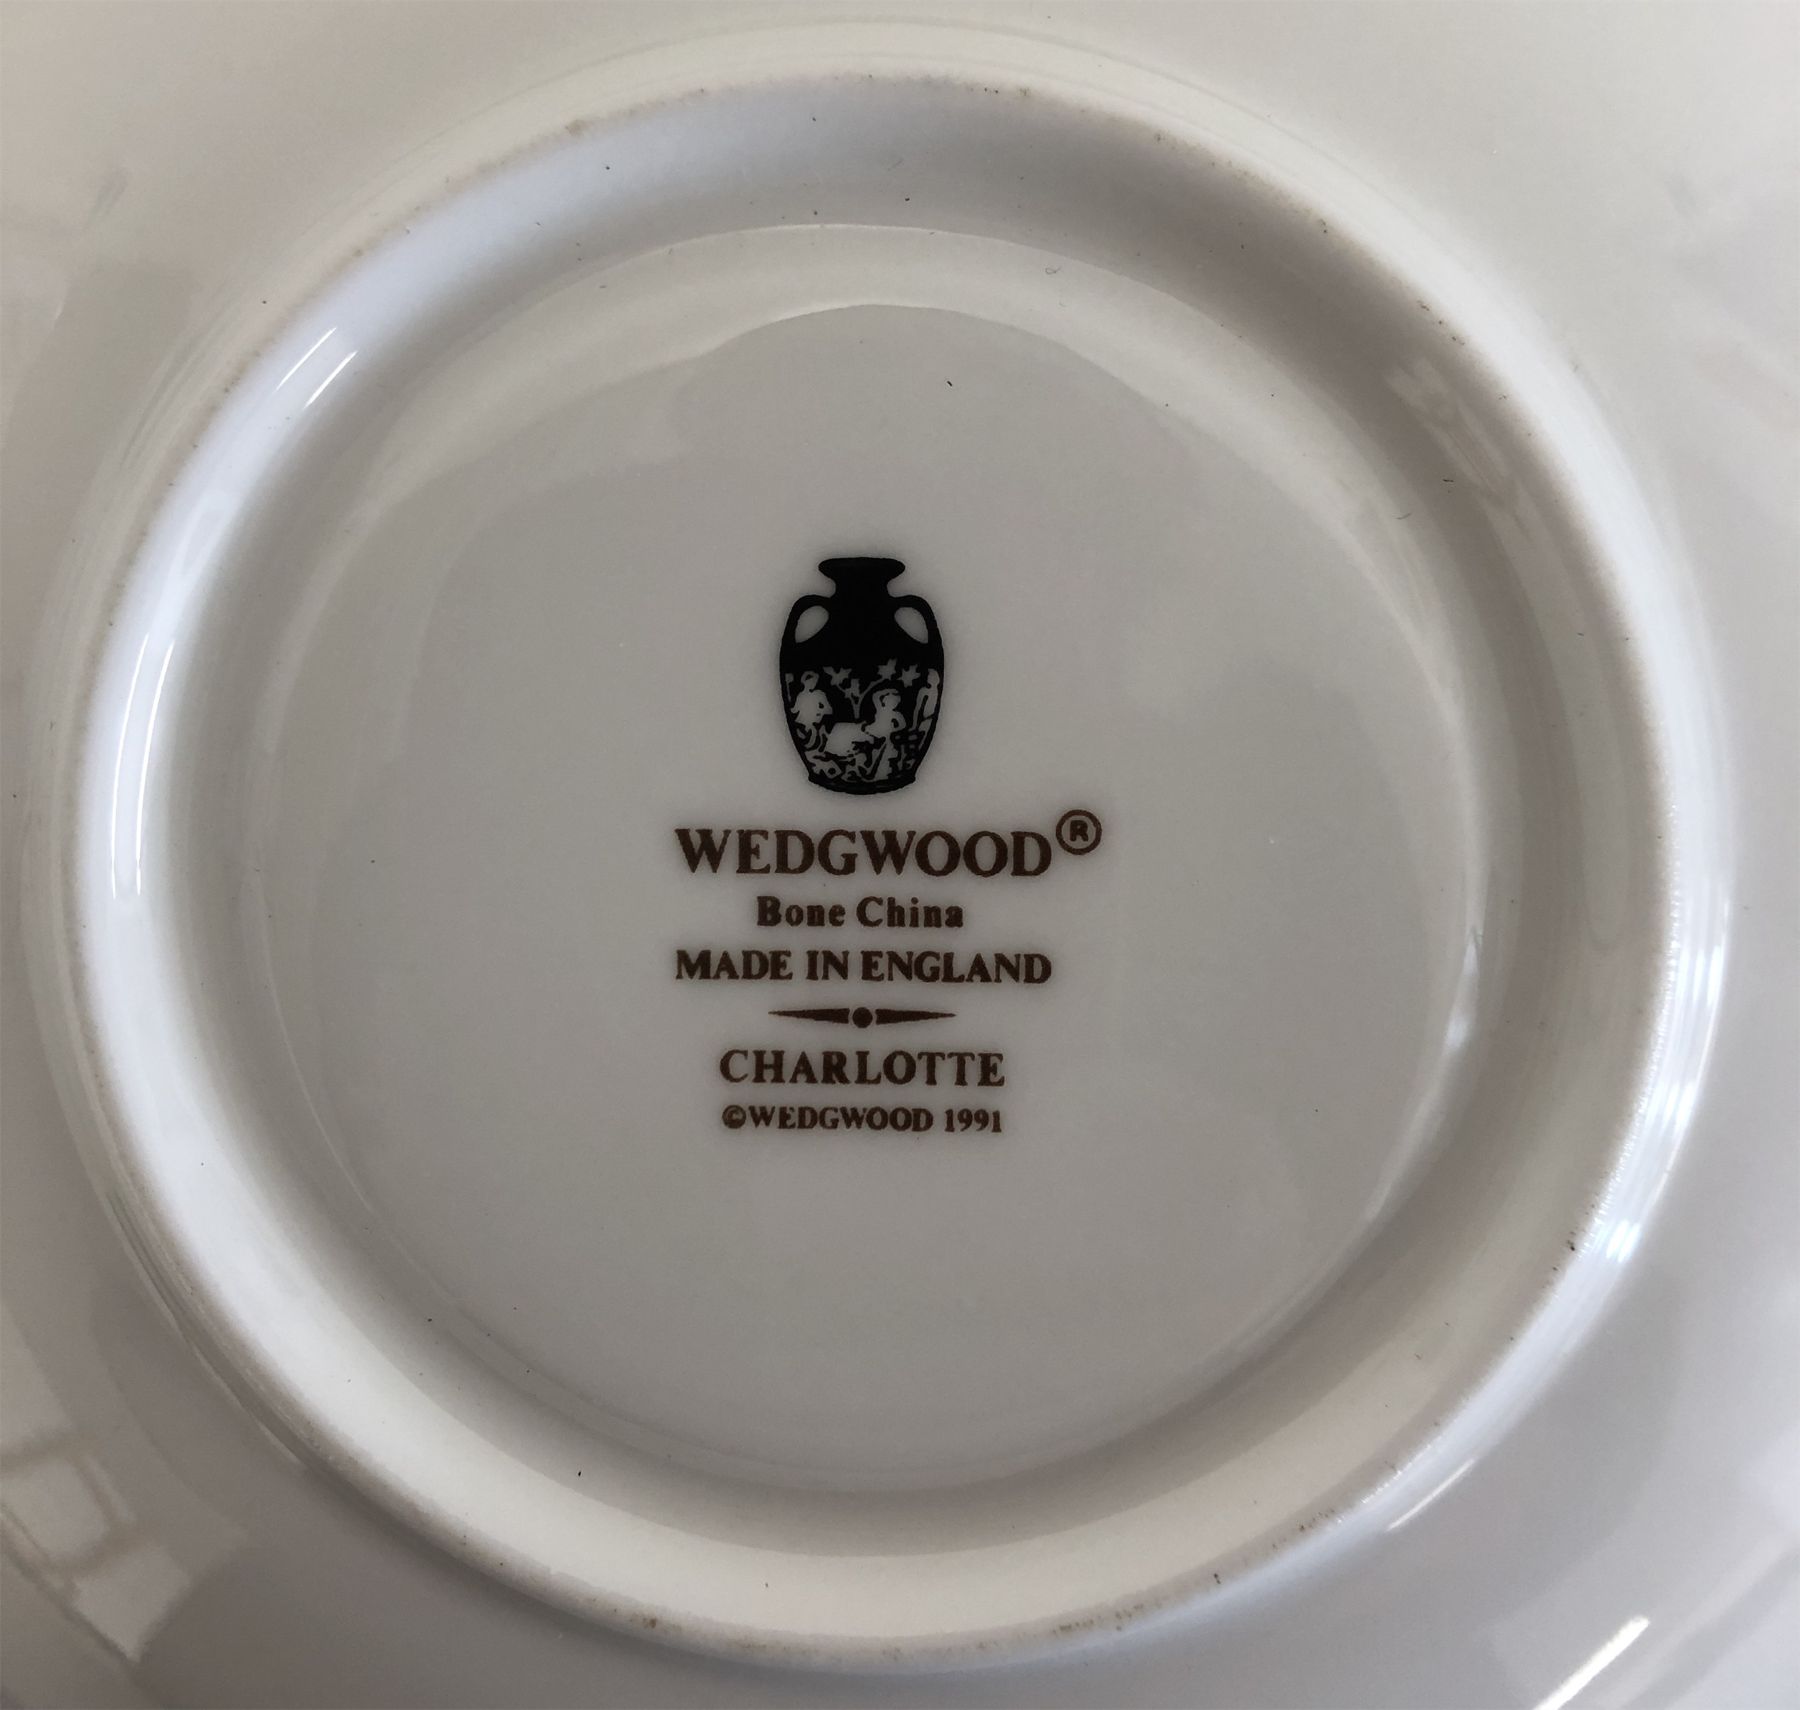 WEDGWOOD®
Bone China
MADE IN ENGLAND
CHARLOTTE
©WEDGWOOD 1991